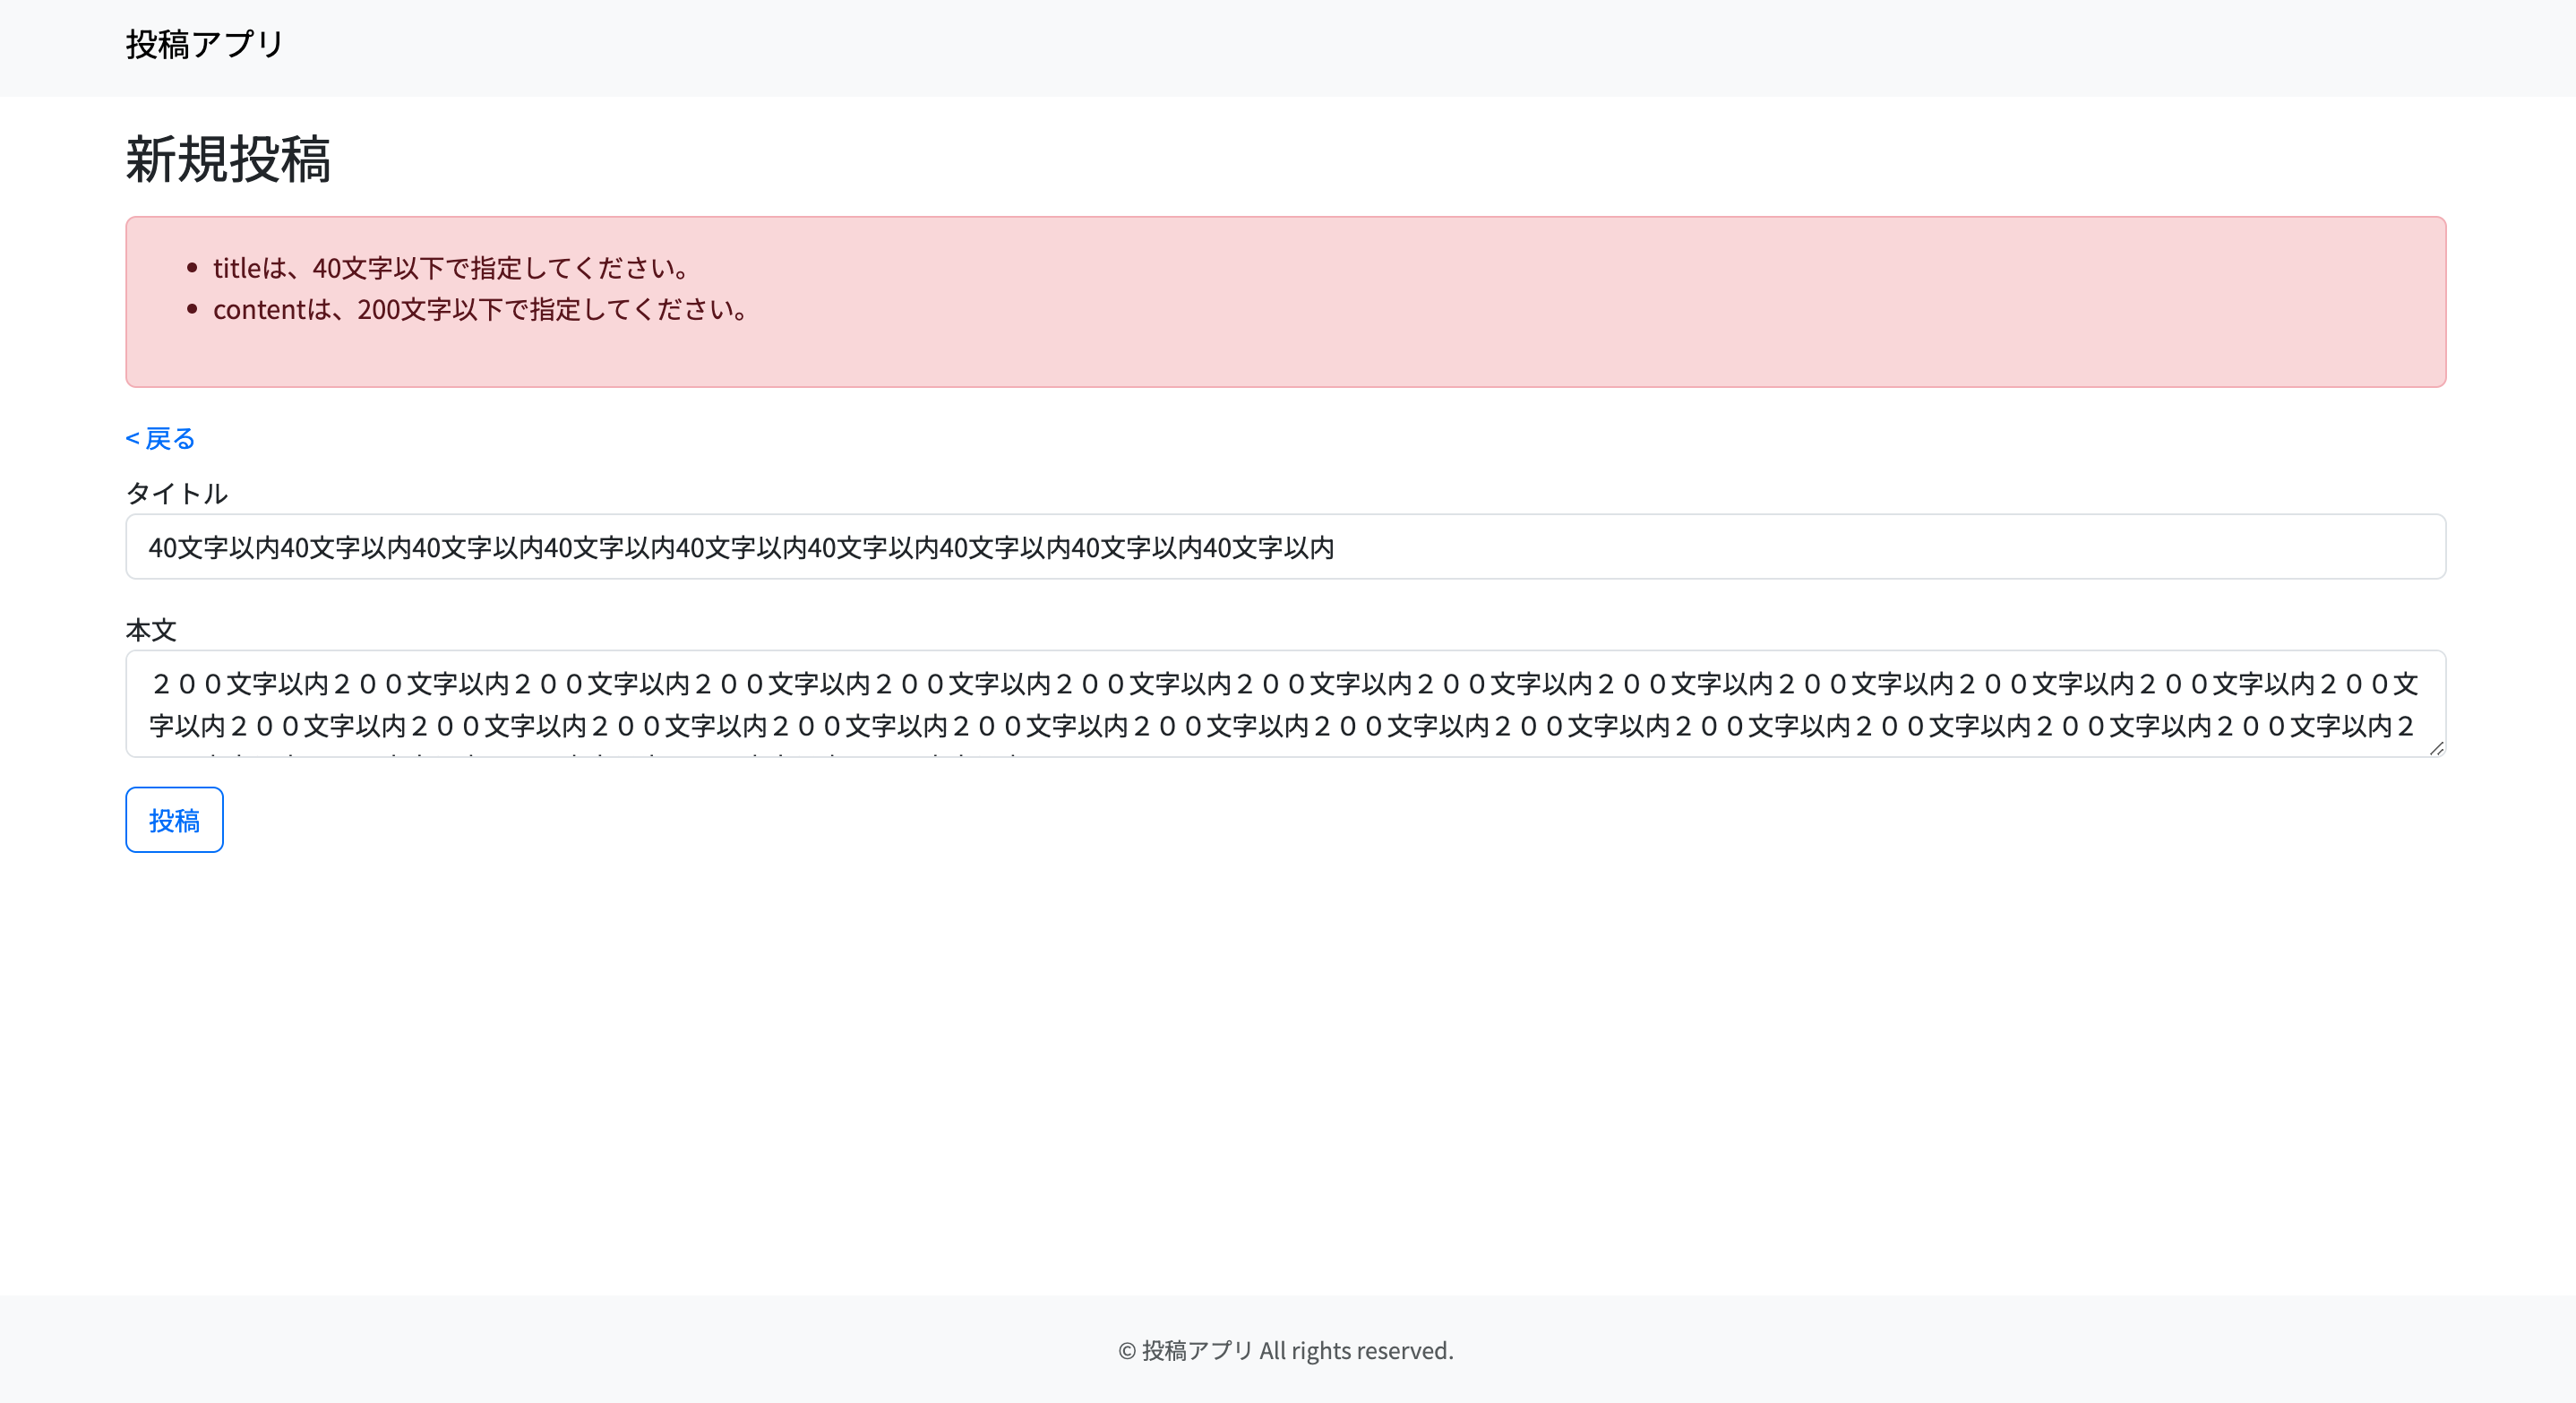 投稿アプリ
新規投稿
• titleは、40文字以下で指定してください。
• contentは、200文字以下で指定してください。
< 戻る
タイトル
40文字以内40文字以内40文字以内40文字以内40文字以内40文字以内40文字以内40文字以内40文字以内
本文
２００文字以内２００文字以内２００文字以内２００文字以内２００文字以内２００文字以内２００文字以内２００文字以内２００文字以内２００文字以内２００文字以内２００文字以内２００文
字以内２００文字以内２００文字以内２００文字以内２００文字以内２００文字以内２００文字以内２００文字以内２００文字以内２００文字以内２００文字以内２００文字以内２００文字以内２
投稿
© 投稿アプリ All rights reserved.